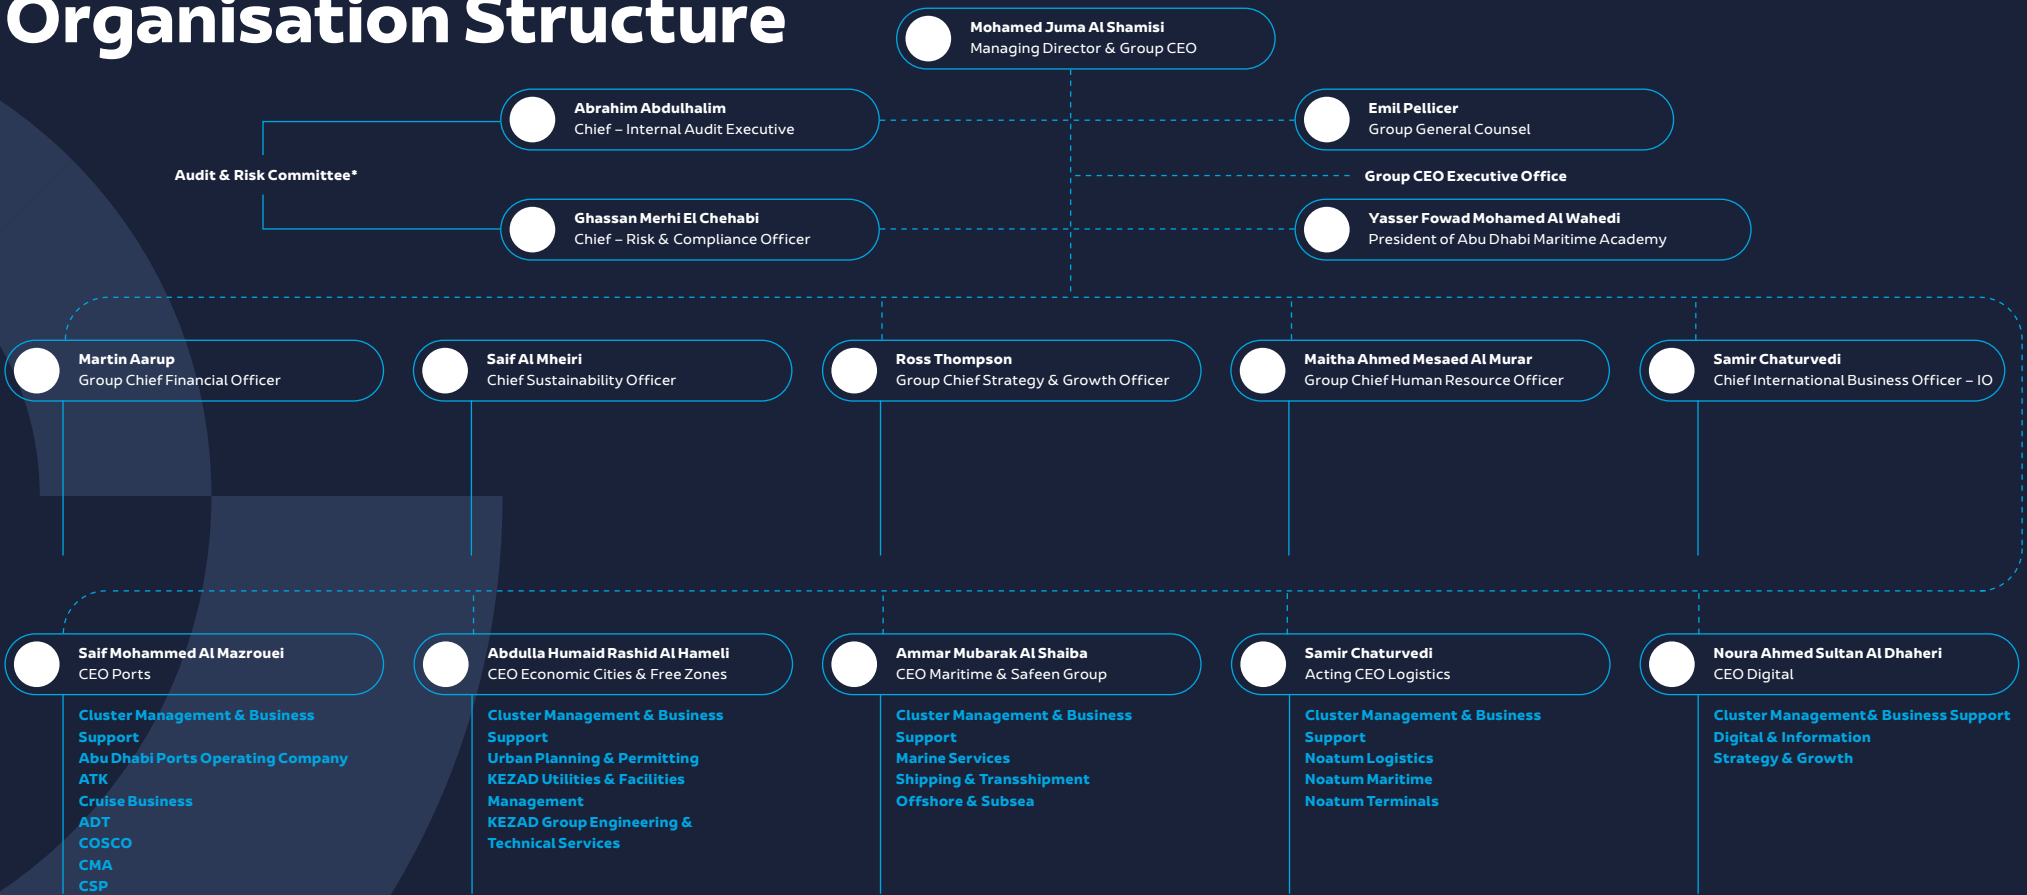 Organisation Structure
Mohamed Juma Al Shamisi
Managing Director & Group CEO
Abrahim Abdulhalim
Chief – Internal Audit Executive
Emil Pellicer
Group General Counsel
Audit & Risk Committee*
Group CEO Executive Office
Ghassan Merhi El Chehabi
Chief – Risk & Compliance Officer
Yasser Fowad Mohamed Al Wahedi
President of Abu Dhabi Maritime Academy
Martin Aarup
Group Chief Financial Officer
Saif Al Mheiri
Chief Sustainability Officer
Ross Thompson
Group Chief Strategy & Growth Officer
Maitha Ahmed Mesaed Al Murar
Group Chief Human Resource Officer
Samir Chaturvedi
Chief International Business Officer – IO
Saif Mohammed Al Mazrouei
CEO Ports
Cluster Management & Business
Support
Abu Dhabi Ports Operating Company
ATK
Cruise Business
ADT
COSCO
CMA
CSP
Abdulla Humaid Rashid Al Hameli
CEO Economic Cities & Free Zones
Cluster Management & Business
Support
Urban Planning & Permitting
KEZAD Utilities & Facilities
Management
KEZAD Group Engineering &
Technical Services
Ammar Mubarak Al Shaiba
CEO Maritime & Safeen Group
Cluster Management & Business
Support
Marine Services
Shipping & Transshipment
Offshore & Subsea
Samir Chaturvedi
Acting CEO Logistics
Cluster Management & Business
Support
Noatum Logistics
Noatum Maritime
Noatum Terminals
Noura Ahmed Sultan Al Dhaheri
CEO Digital
Cluster Management& Business Support
Digital & Information
Strategy & Growth